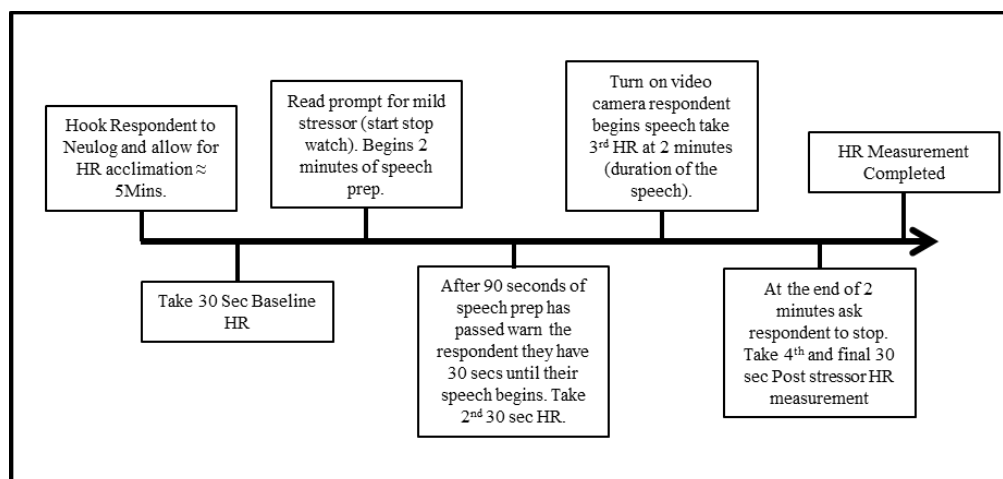 Hook Respondent to
Neulog and allow for
HR acclimation ≈
5Mins.
Take 30 Sec Baseline
HR
Read prompt for mild
stressor (start stop
watch). Begins 2
minutes of speech
prep.
After 90 seconds of
speech prep has
passed warn the
respondent they have
30 secs until their
speech begins. Take
2nd 30 sec HR.
Turn on video
camera respondent
begins speech take
3rd HR at 2 minutes
(duration of the
speech).
At the end of 2
minutes ask
respondent to stop.
Take 4th and final 30
sec Post stressor HR
measurement
HR Measurement
Completed